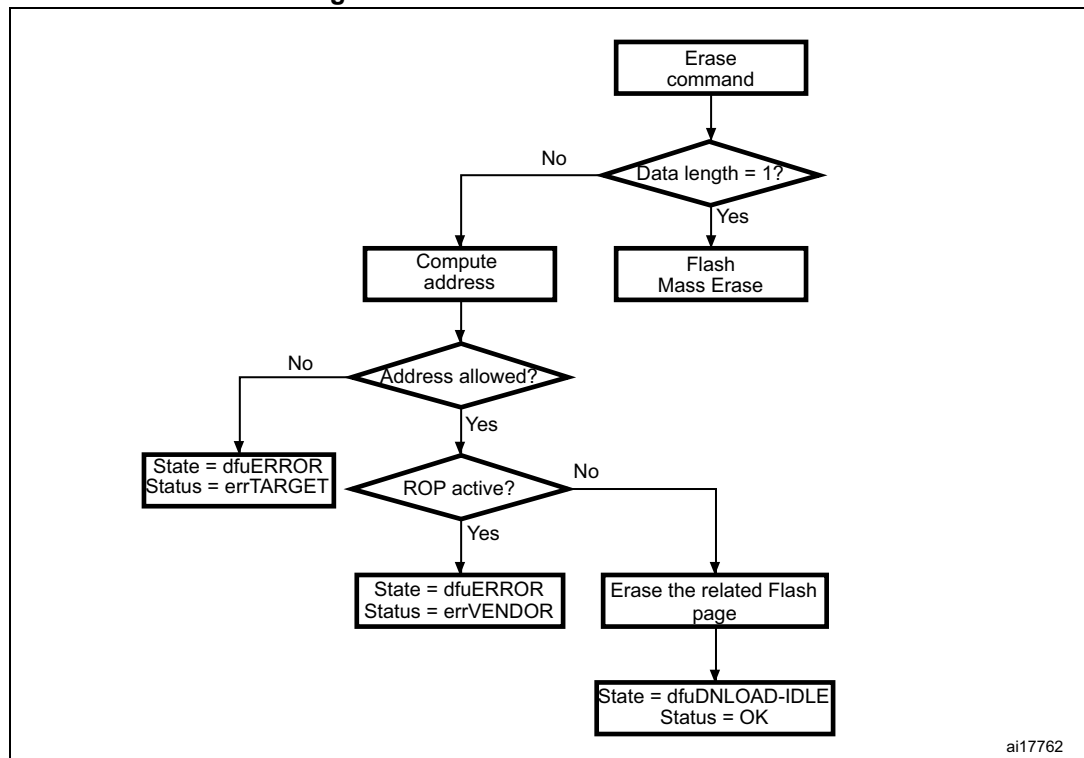 Erase
command
No
Data length = 1?
Yes
Compute
address
Flash
Mass Erase
No
Address allowed?
Yes
State = dfuERROR
Status = errTARGET
No
ROP active?
Yes
State = dfuERROR
Status = errVENDOR
Erase the related Flash
page
State = dfuDNLOAD-IDLE
Status = OK
ai17762